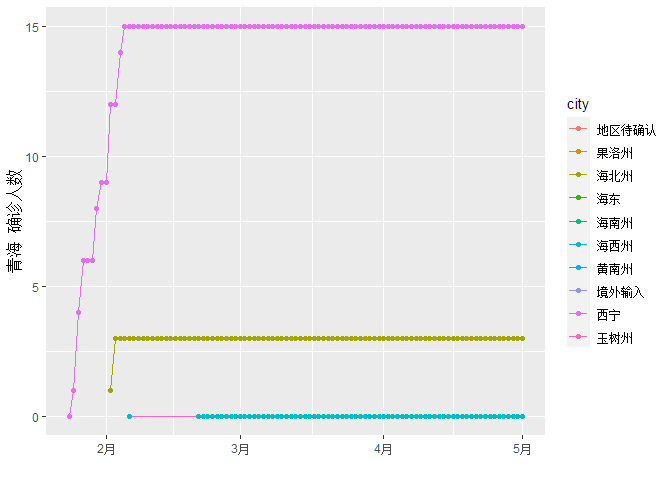 15
10
5
0
青海 确诊人数
2月
3月
4月
5月
city
地区待确认
果洛州
海北州
海东
海南州
海西州
黄南州
境外输入
西宁
玉树州